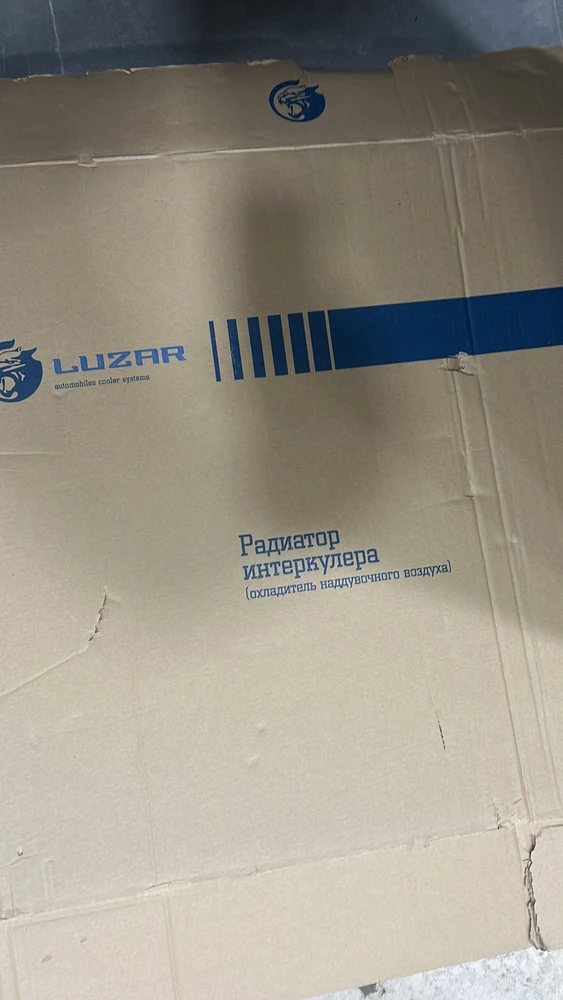 LUZAR
automobiles cooler systems
Радиатор
интеркулера
(охладитель наддувочного воздуха)